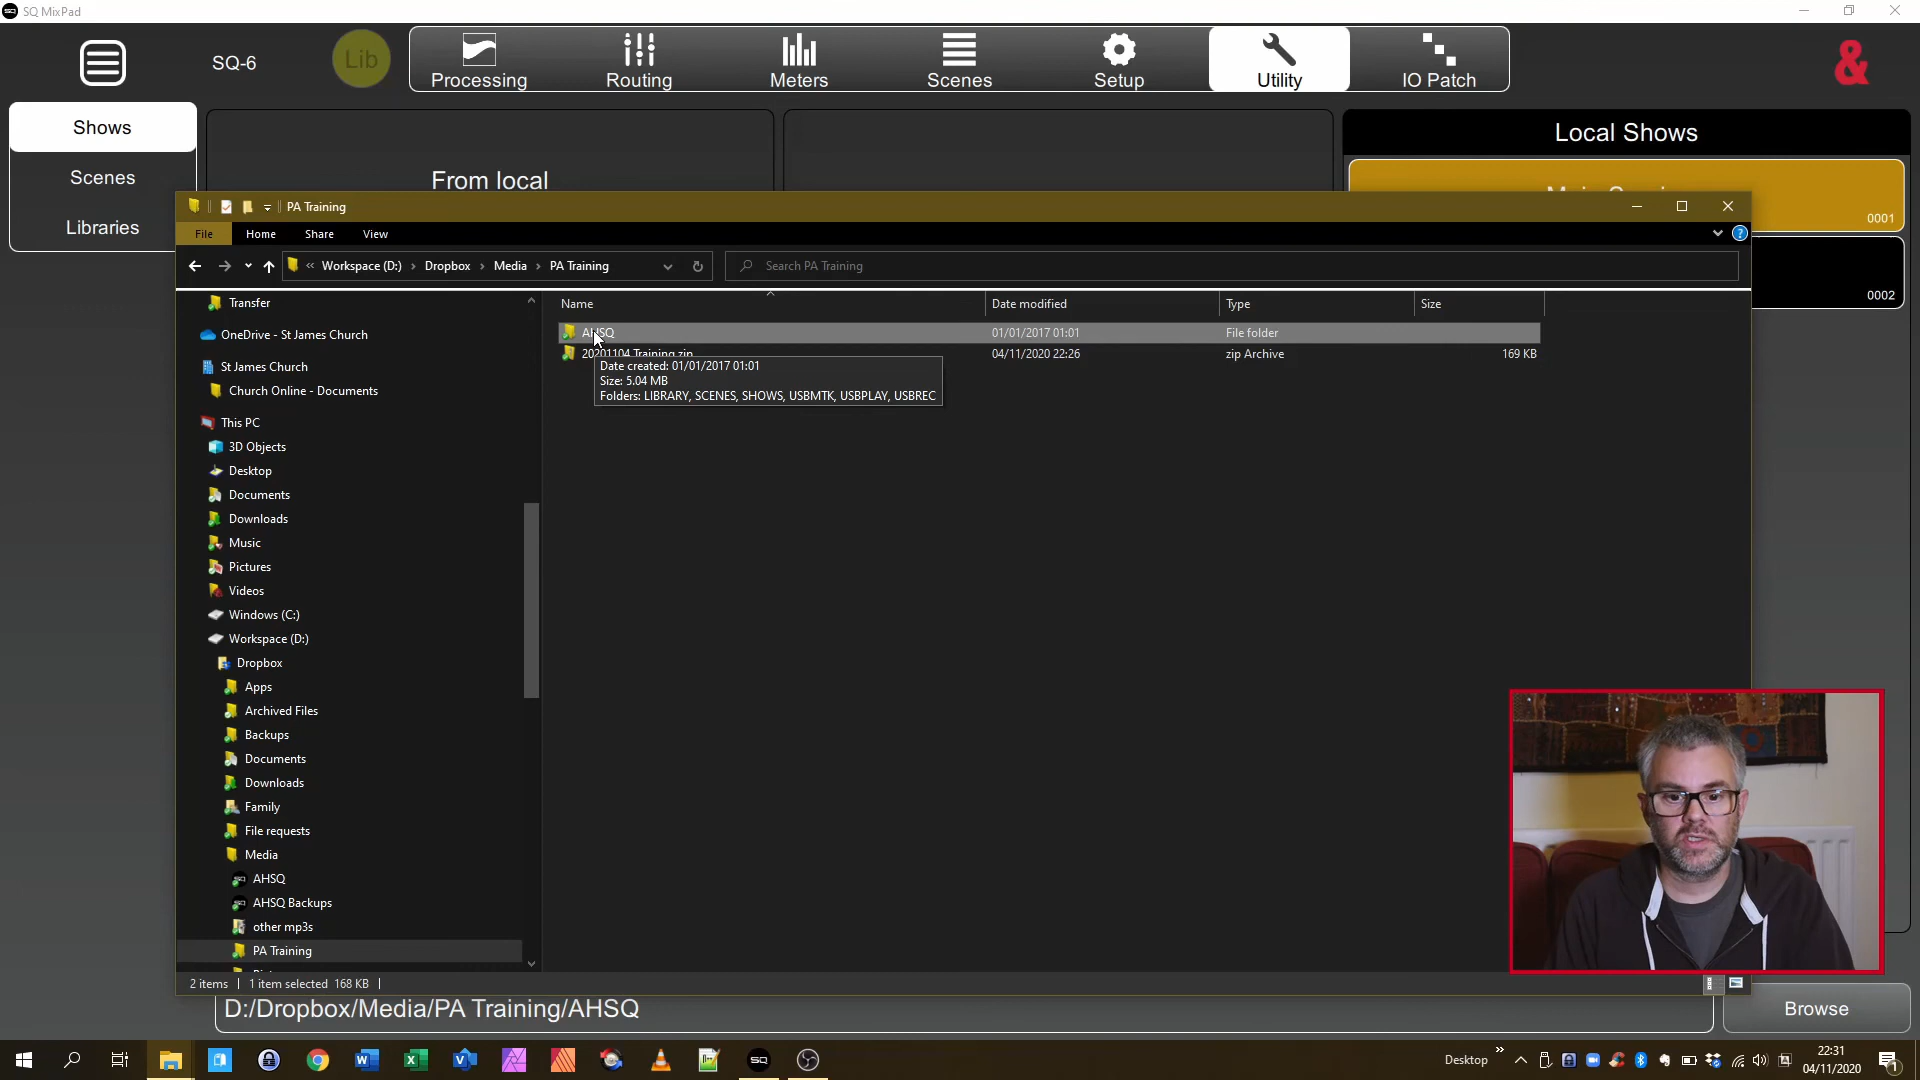 SQ MixPad
SQ-6
Lib
Processing
Routing
Meters
Scenes
Setup
Utility
IO Patch
&
Shows
Scenes
Libraries
From local
Local Shows
0001
0002
PA Training
File
Home
Share
View
« Workspace (D:) › Dropbox › Media › PA Training
Search PA Training
Name
Date modified
Type
Size
AHSQ
01/01/2017 01:01
File folder
20201104 Training.zip
04/11/2020 22:26
zip Archive
169 KB
Date created: 01/01/2017 01:01
Size: 5.04 MB
Folders: LIBRARY, SCENES, SHOWS, USBMTK, USBPLAY, USBREC
Transfer
OneDrive - St James Church
St James Church
Church Online - Documents
This PC
3D Objects
Desktop
Documents
Downloads
Music
Pictures
Videos
Windows (C:)
Workspace (D:)
Dropbox
Apps
Archived Files
Backups
Documents
Downloads
Family
File requests
Media
AHSQ
AHSQ Backups
other mp3s
PA Training
2 items
1 item selected 168 KB
D:/Dropbox/Media/PA Training/AHSQ
Browse
Desktop
22:31
04/11/2020